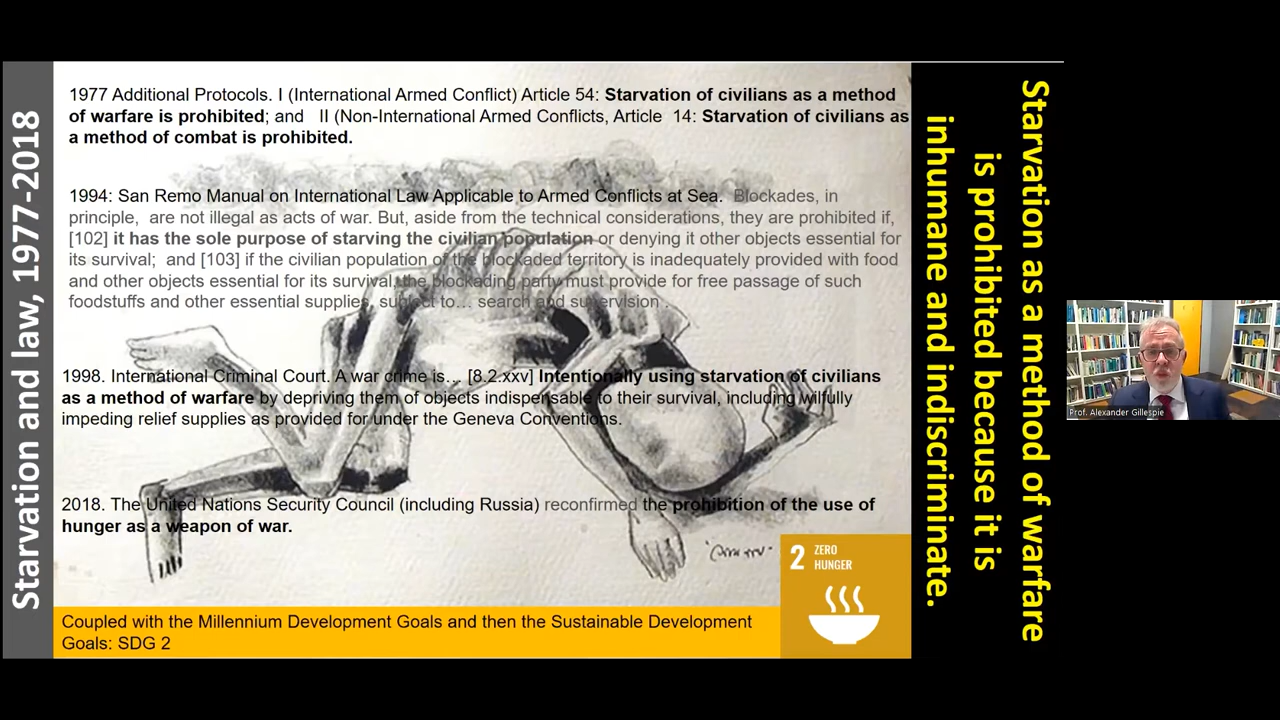 Starvation and law, 1977-2018
1977 Additional Protocols. I (International Armed Conflict) Article 54: Starvation of civilians as a method
of warfare is prohibited; and II (Non-International Armed Conflicts, Article 14: Starvation of civilians as
a method of combat is prohibited.
1994: San Remo Manual on International Law Applicable to Armed Conflicts at Sea. Blockades, in
principle, are not illegal as acts of war. But, aside from the technical considerations, they are prohibited if,
[102] it has the sole purpose of starving the civilian population or denying it other objects essential for
its survival; and [103] if the civilian population of the blockaded territory is inadequately provided with food
and other objects essential for its survival, the blockading party must provide for free passage of such
foodstuffs and other essential supplies, subject to… search and supervision .
1998. International Criminal Court. A war crime is… [8.2.xxv] Intentionally using starvation of civilians
as a method of warfare by depriving them of objects indispensable to their survival, including wilfully
impeding relief supplies as provided for under the Geneva Conventions.
2018. The United Nations Security Council (including Russia) reconfirmed the prohibition of the use of
hunger as a weapon of war.
2 ZERO
HUNGER
Coupled with the Millennium Development Goals and then the Sustainable Development
Goals: SDG 2
Starvation as a method of warfare
is prohibited because it is
inhumane and indiscriminate.
Prof. Alexander Gillespie